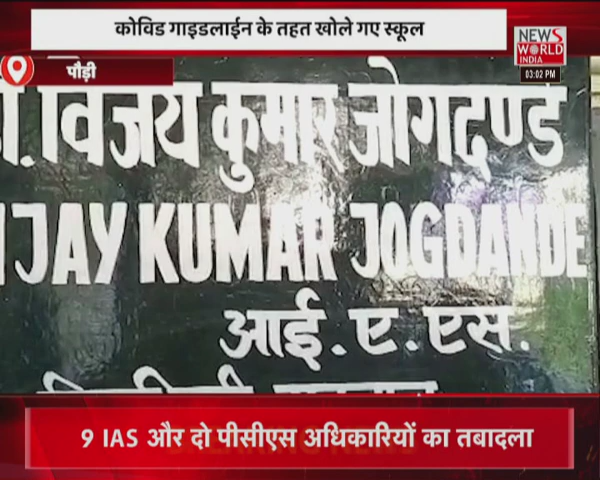 कोविड गाइडलाईन के तहत खोले गए स्कूल
NEWS
WORLD
INDIA
03:02 PM
पौड़ी
विजय कुमार जोगदण्ड
JAY KUMAR JOGDANDE
आई.ए.एस.
9 IAS और दो पीसीएस अधिकारियों का तबादला